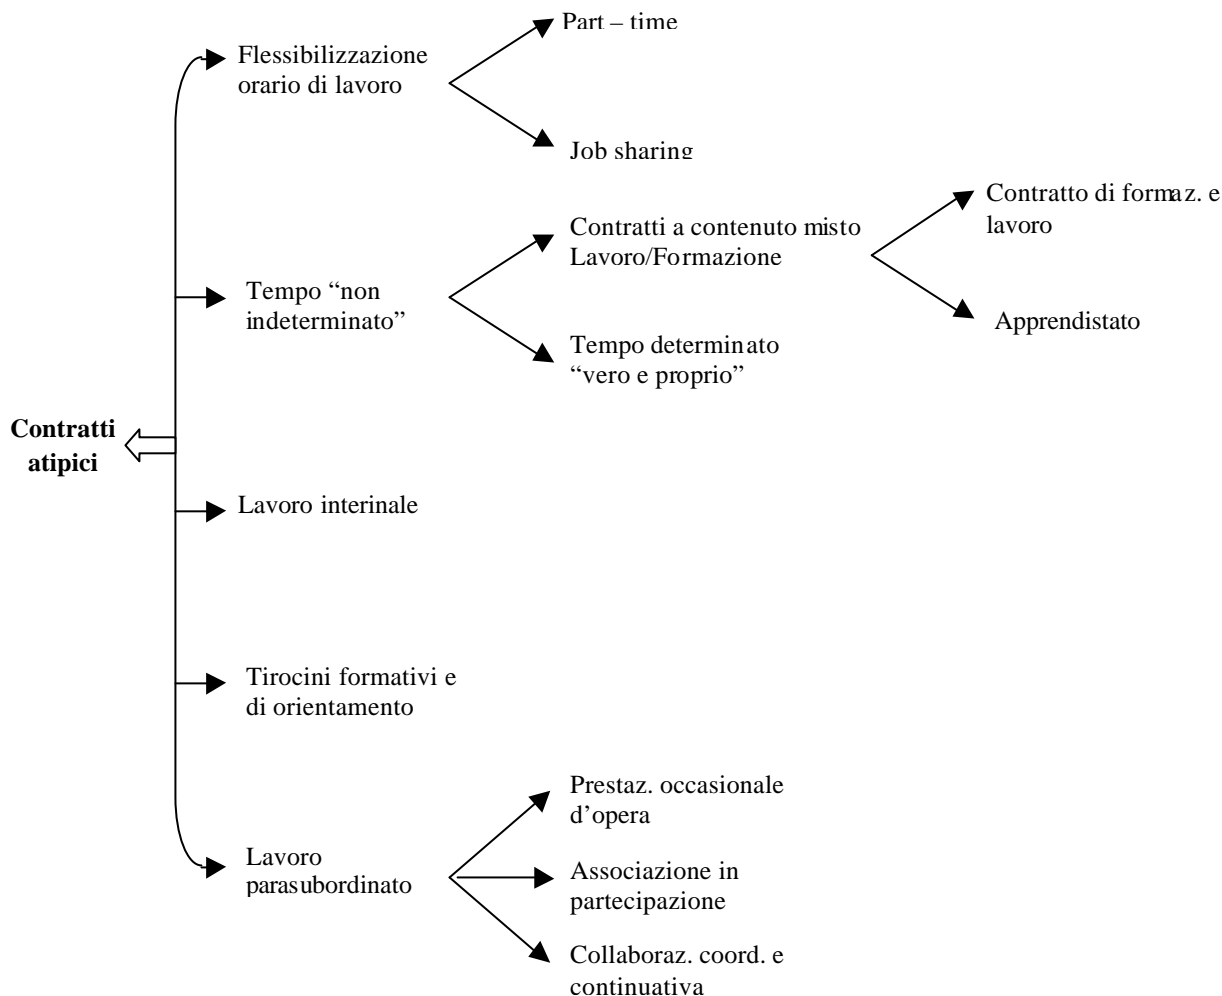 Part – time
Flessibilizzazione
orario di lavoro
Job sharing
Contratto di formaz. e
lavoro
Contratti a contenuto misto
Lavoro/Formazione
Tempo “non
indeterminato”
Apprendistato
Tempo determinato
“vero e proprio”
Contratti
atipici
Lavoro interinale
Tirocini formativi e
di orientamento
Prestaz. occasionale
d’opera
Lavoro
parasubordinato
Associazione in
partecipazione
Collaboraz. coord. e
continuativa